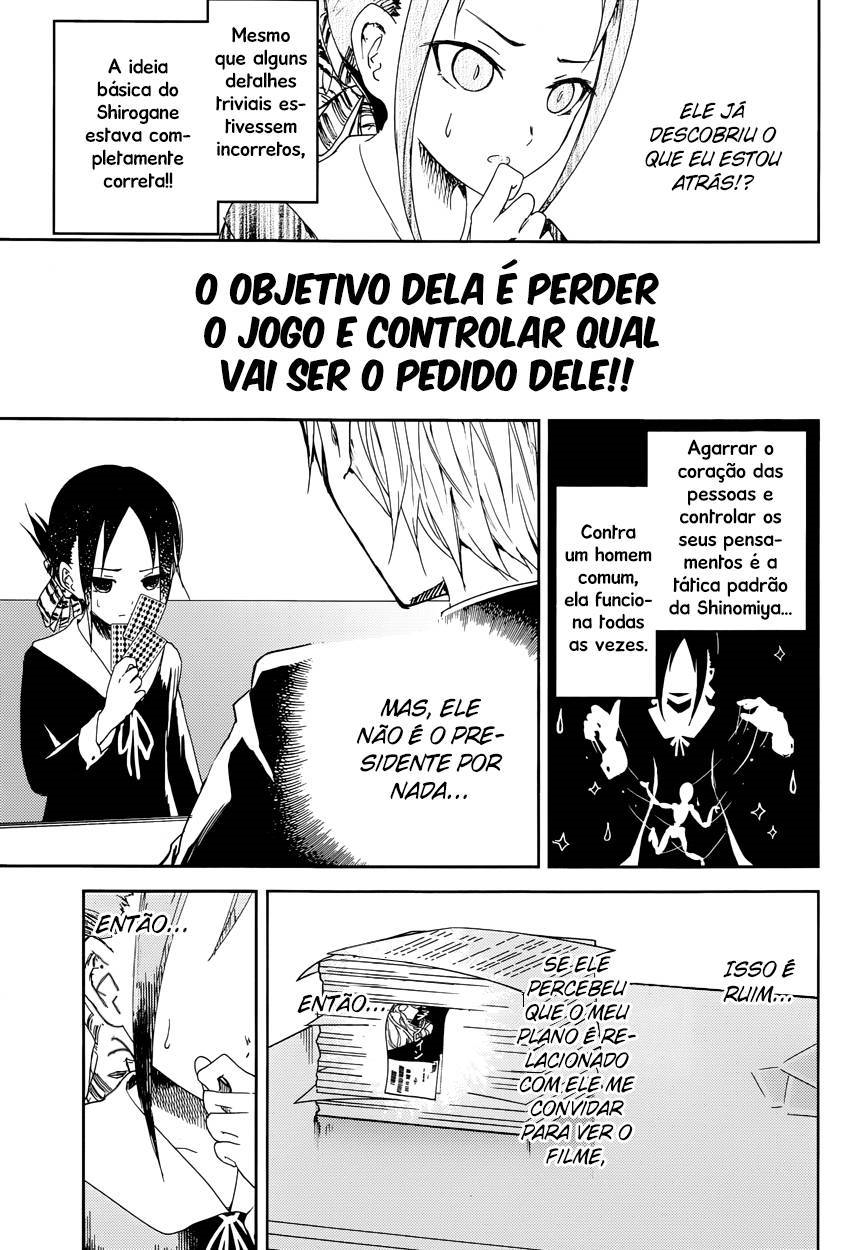 ELE JÁ
DESCOBRIU O
QUE EU ESTOU
ATRÁS!?
Mesmo
que alguns
detalhes
triviais es-
tivessem
incorretos,
A ideia
básica do
Shirogane
estava com-
pletamente
correta!!
O OBJETIVO DELA É PERDER
O JOGO E CONTROLAR QUAL
VAI SER O PEDIDO DELE!!
Agarrar o
coração das
pessoas e
controlar os
seus pensa-
mentos é a
tática padrão
da Shinomiya...
Contra
um homem
comum,
ela funcio-
na todas
as vezes.
MAS, ELE
NÃO É O PRE-
SIDENTE POR
NADA...
ISSO É
RUIM...
SE ELE
PERCEBEU
QUE O MEU
PLANO É RE-
LACIONADO
COM ELE ME
CONVIDAR
PARA VER O
FILME,
ENTÃO...
ENTÃO...
ENTÃO...